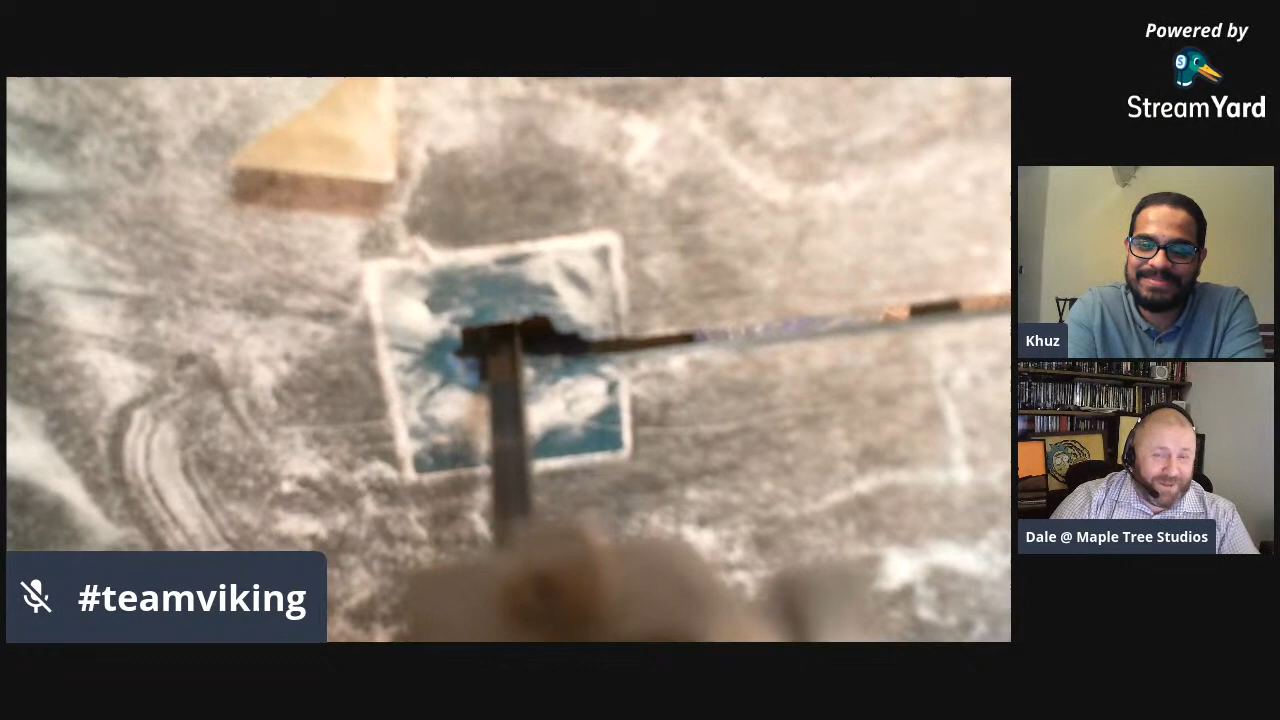 Powered by
StreamYard
Khuz
Dale @ Maple Tree Studios
#teamviking